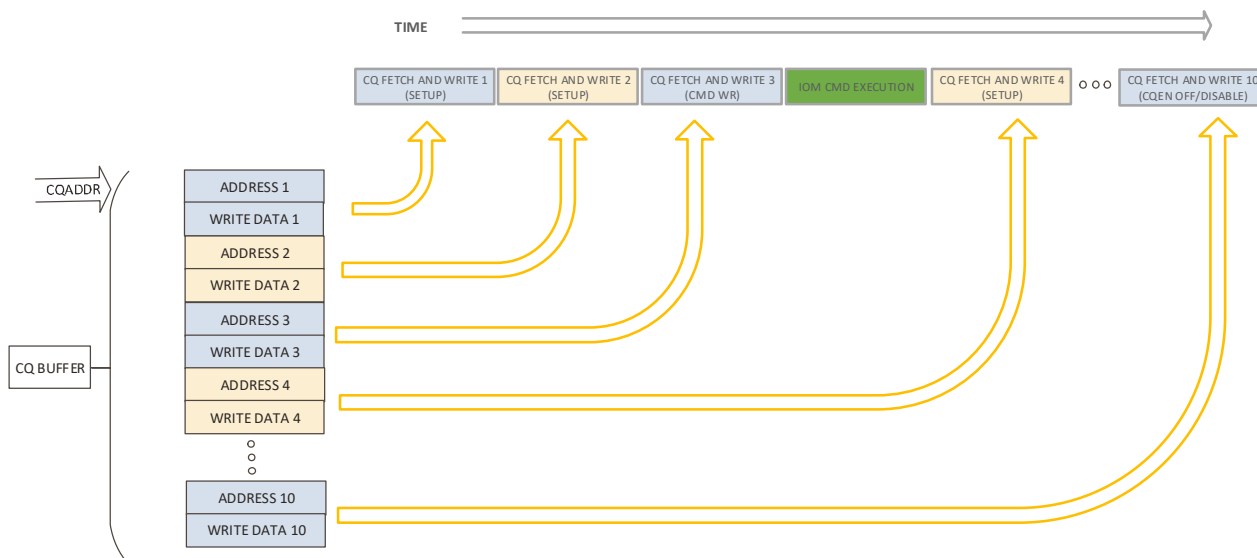 TIME
CQ FETCH AND WRITE 1
(SETUP)
CQ FETCH AND WRITE 2
(SETUP)
CQ FETCH AND WRITE 3
(CMD WR)
IOM CMD EXECUTION
CQ FETCH AND WRITE 4
(SETUP)
CQ FETCH AND WRITE 10
(CQEN OFF/DISABLE)
CQADDR
ADDRESS 1
WRITE DATA 1
ADDRESS 2
WRITE DATA 2
ADDRESS 3
WRITE DATA 3
ADDRESS 4
WRITE DATA 4
CQ BUFFER
ADDRESS 10
WRITE DATA 10